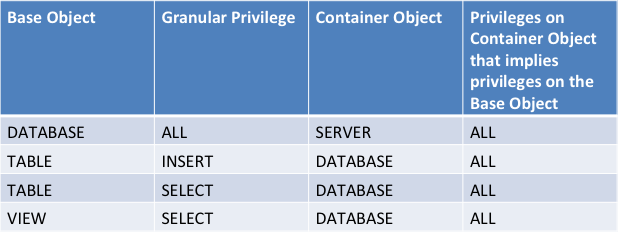 Base Object Granular Privilege Container Object Privileges on
Container Object
that implies
privileges on the
Base Object
DATABASE ALL SERVER ALL
TABLE INSERT DATABASE ALL
TABLE SELECT DATABASE ALL
VIEW SELECT DATABASE ALL